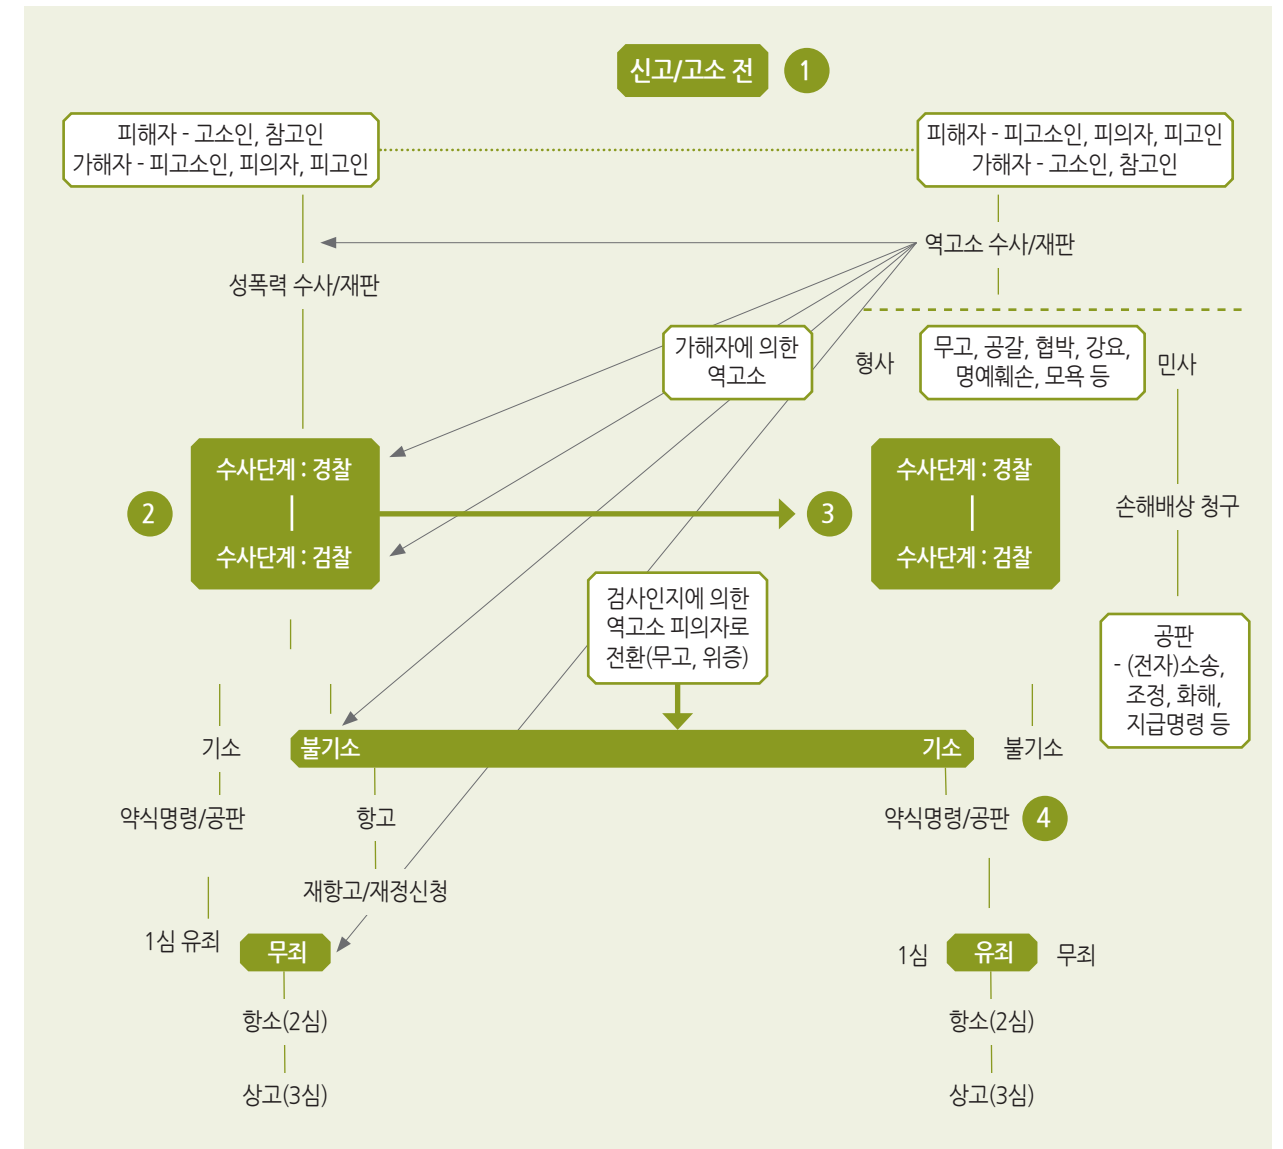 신고/고소 전 1
피해자 - 고소인, 참고인
가해자 - 피고소인, 피의자, 피고인
피해자 - 피고소인, 피의자, 피고인
가해자 - 고소인, 참고인
역고소 수사/재판
성폭력 수사/재판
가해자에 의한
역고소
형사
무고, 공갈, 협박, 강요,
명예훼손, 모욕 등
민사
수사단계 : 경찰
2
수사단계 : 검찰
수사단계 : 경찰
3
수사단계 : 검찰
손해배상 청구
검사인지에 의한
역고소 피의자로
전환(무고, 위증)
공판
- (전자)소송,
조정, 화해,
지급명령 등
기소
불기소
기소
불기소
약식명령/공판
항고
약식명령/공판 4
재항고/재정신청
1심 유죄
무죄
1심
유죄
무죄
항소(2심)
항소(2심)
상고(3심)
상고(3심)